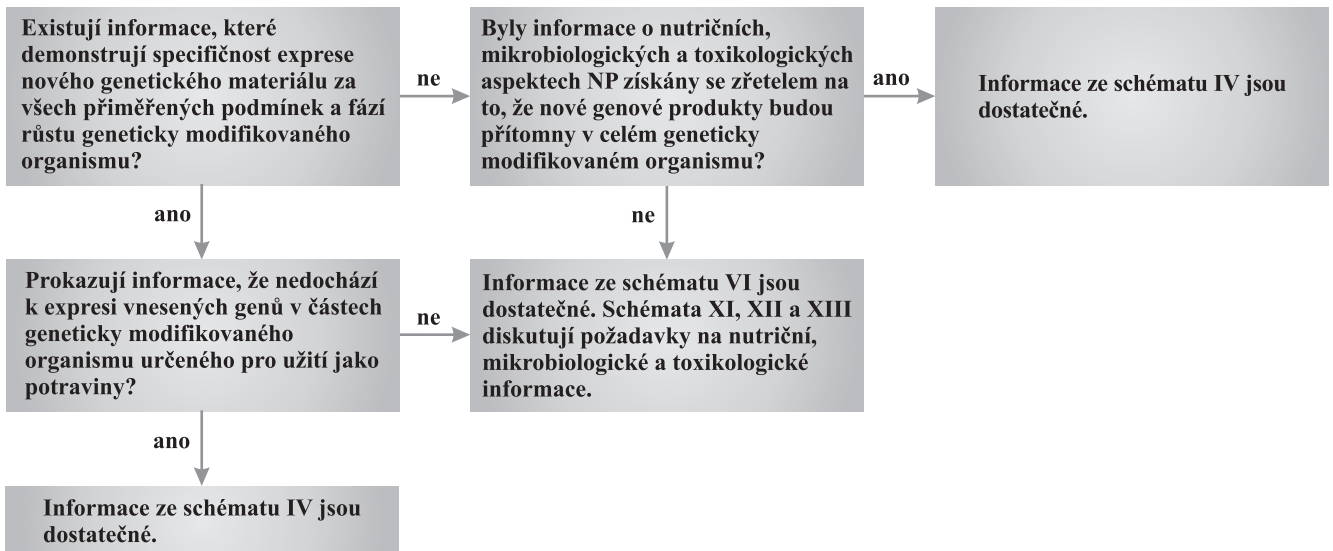 Existují informace, které
demonstrují specifičnost exprese
nového genetického materiálu za
všech přiměřených podmínek a fází
růstu geneticky modifikovaného
organismu?
ne
Byly informace o nutričních,
mikrobiologických a toxikologických
aspektech NP získány se zřetelem na
to, že nové genové produkty budou
přítomny v celém geneticky
modifikovaném organismu?
ano
Informace ze schématu IV jsou
dostatečné.
ano
ne
Prokazují informace, že nedochází
k expresi vnesených genů v částech
geneticky modifikovaného
organismu určeného pro užití jako
potraviny?
ne
Informace ze schématu VI jsou
dostatečné. Schémata XI, XII a XIII
diskutují požadavky na nutriční,
mikrobiologické a toxikologické
informace.
ano
Informace ze schématu IV jsou
dostatečné.